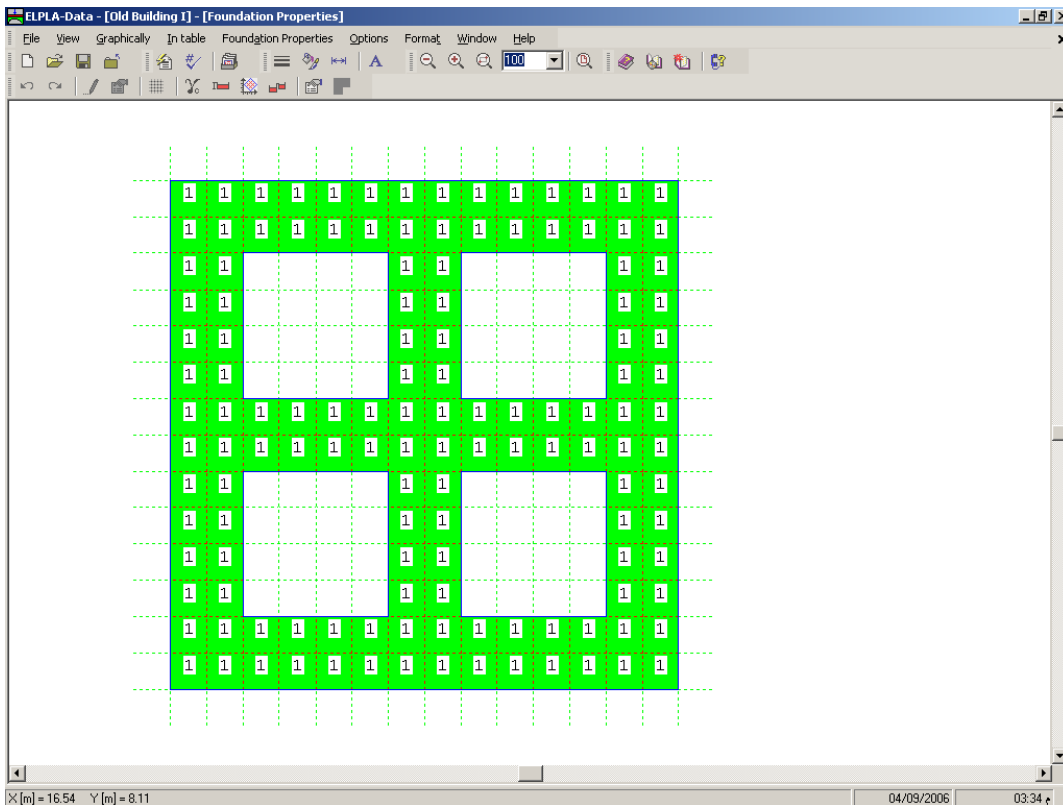 ELPLA-Data - [Old Building I] - [Foundation Properties]
File View Graphically In table Foundation Properties Options Format Window Help
A 100
1 1 1 1 1 1 1 1 1 1 1 1 1 1
1 1 1 1 1 1 1 1 1 1 1 1 1 1
1 1 1 1 1 1
1 1 1 1 1 1
1 1 1 1 1 1
1 1 1 1 1 1
1 1 1 1 1 1 1 1 1 1 1 1 1 1
1 1 1 1 1 1 1 1 1 1 1 1 1 1
1 1 1 1 1 1
1 1 1 1 1 1
1 1 1 1 1 1
1 1 1 1 1 1
1 1 1 1 1 1 1 1 1 1 1 1 1 1
1 1 1 1 1 1 1 1 1 1 1 1 1 1
X [m] = 16.54 Y [m] = 8.11 04/09/2006 03:34 م